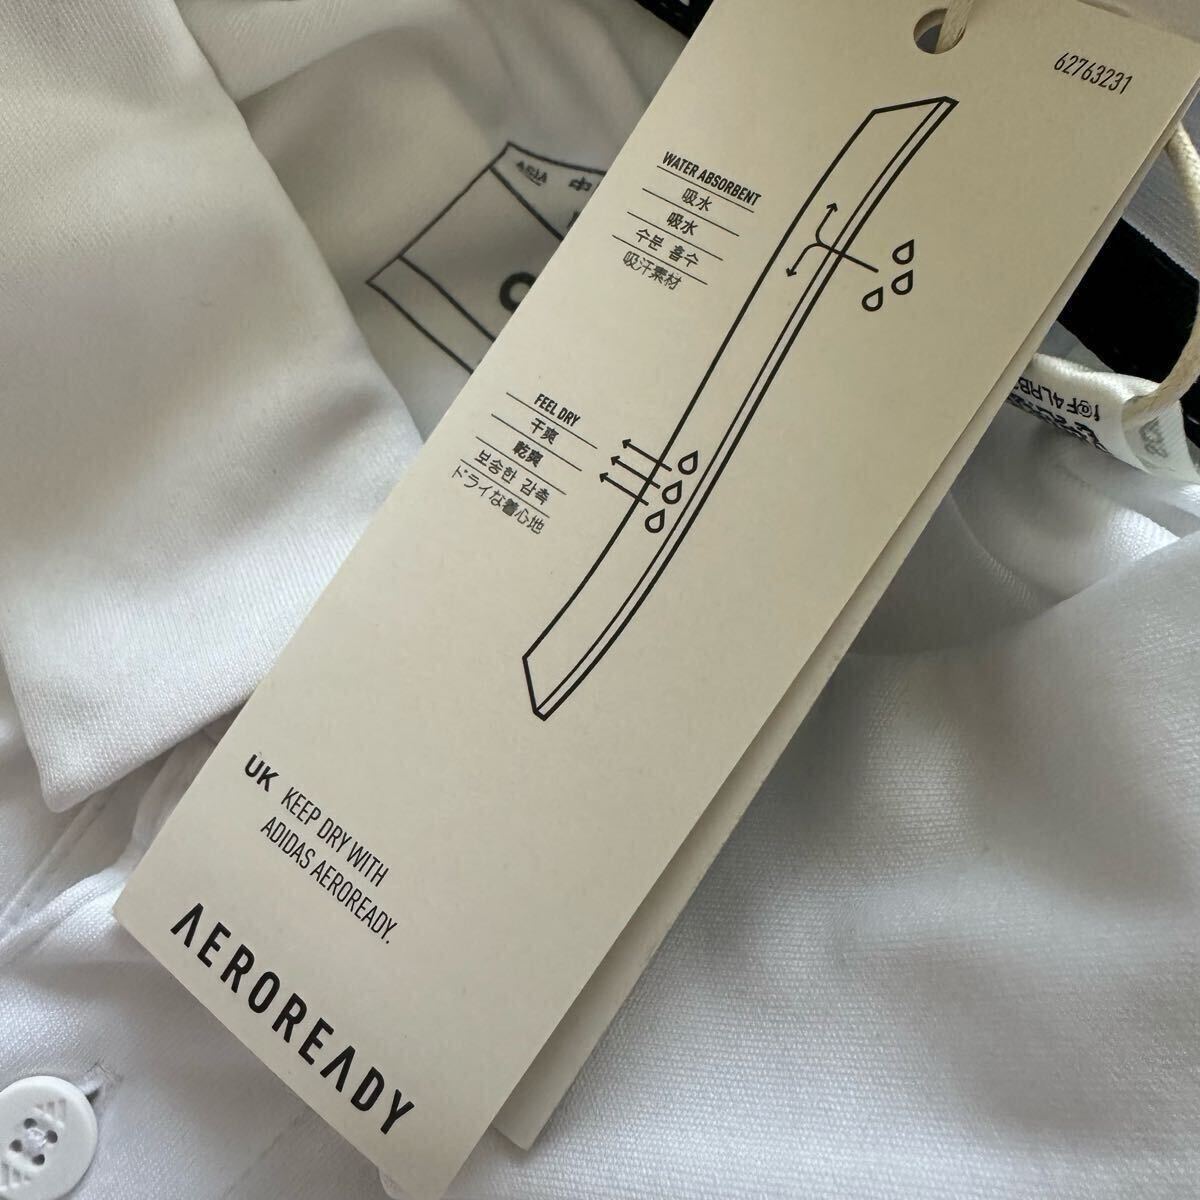 62763231
WATER ABSORBENT
吸水
吸水
수분 흡수
吸汗素材
FEEL DRY
干爽
乾爽
보송한 감촉
ドライな着心地
UK KEEP DRY WITH
ADIDAS AEROREADY.
AEROREADY
ASIA 中